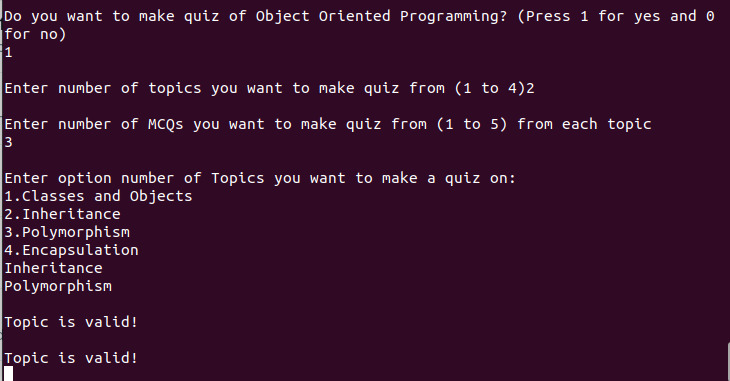 Do you want to make quiz of Object Oriented Programming? (Press 1 for yes and 0
for no)
1
Enter number of topics you want to make quiz from (1 to 4)2
Enter number of MCQs you want to make quiz from (1 to 5) from each topic
3
Enter option number of Topics you want to make a quiz on:
1.Classes and Objects
2.Inheritance
3.Polymorphism
4.Encapsulation
Inheritance
Polymorphism
Topic is valid!
Topic is valid!